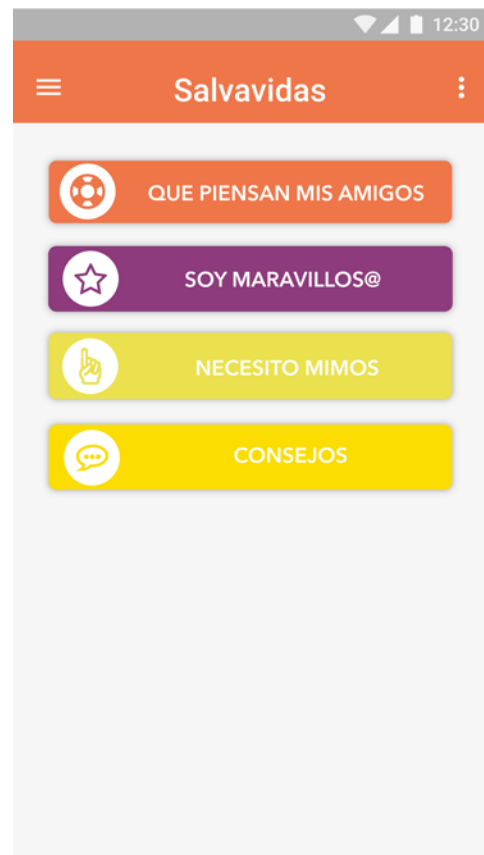 12:30
Salvavidas
QUE PIENSAN MIS AMIGOS
SOY MARAVILLOS@
NECESITO MIMOS
CONSEJOS